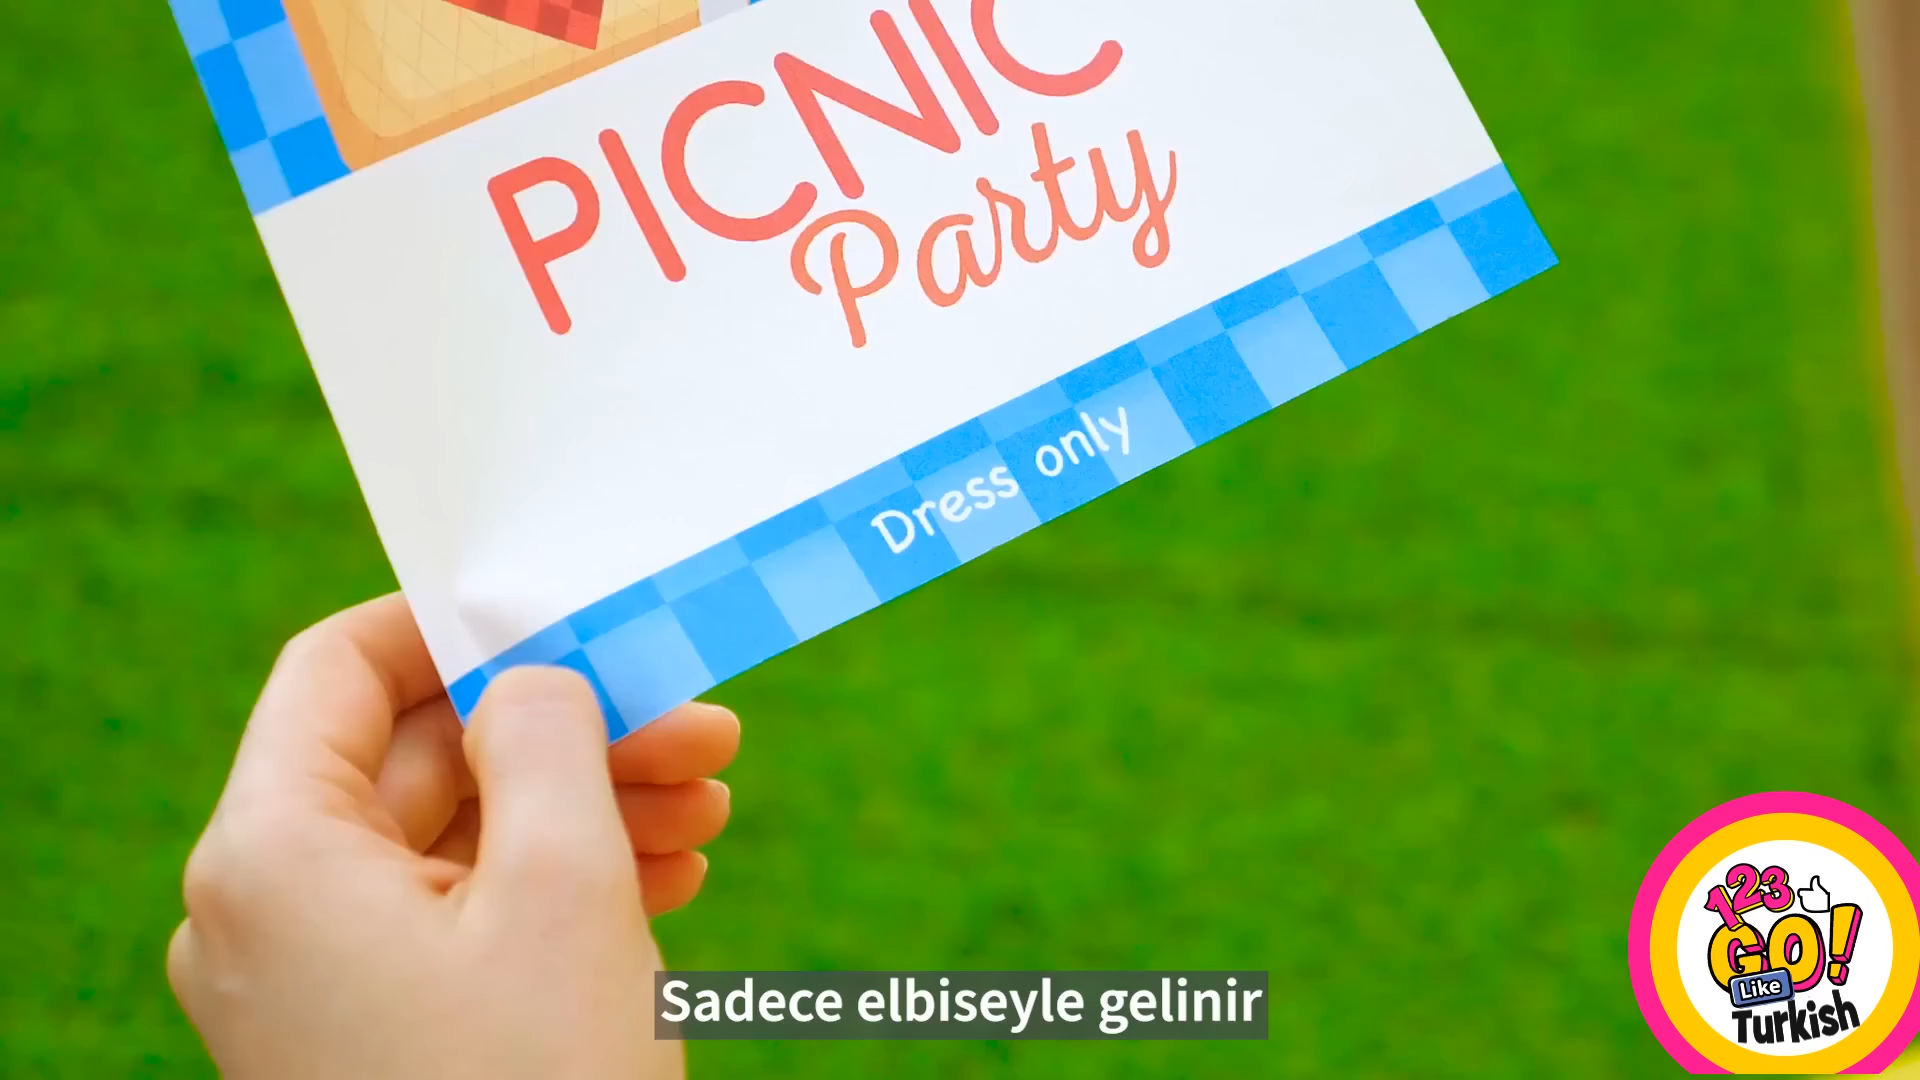 PICNIC
Party
Dress only
Sadece elbiseyle gelinir
123
GO!
Like
Turkish